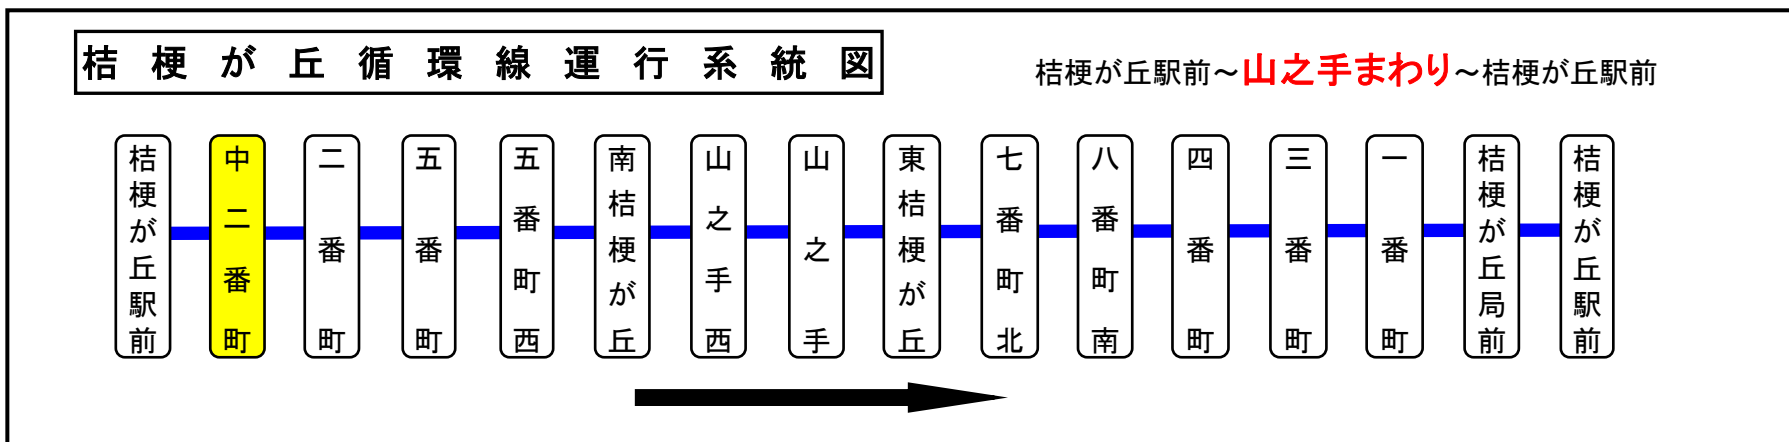 桔梗が丘循環線運行系統図
桔梗が丘駅前～山之手まわり～桔梗が丘駅前
桔梗が丘駅前
中二番町
二番町
五番町
五番町西
南桔梗が丘
山之手西
山之手
東桔梗が丘
七番町北
八番町南
四番町
三番町
一番町
桔梗が丘局前
桔梗が丘駅前